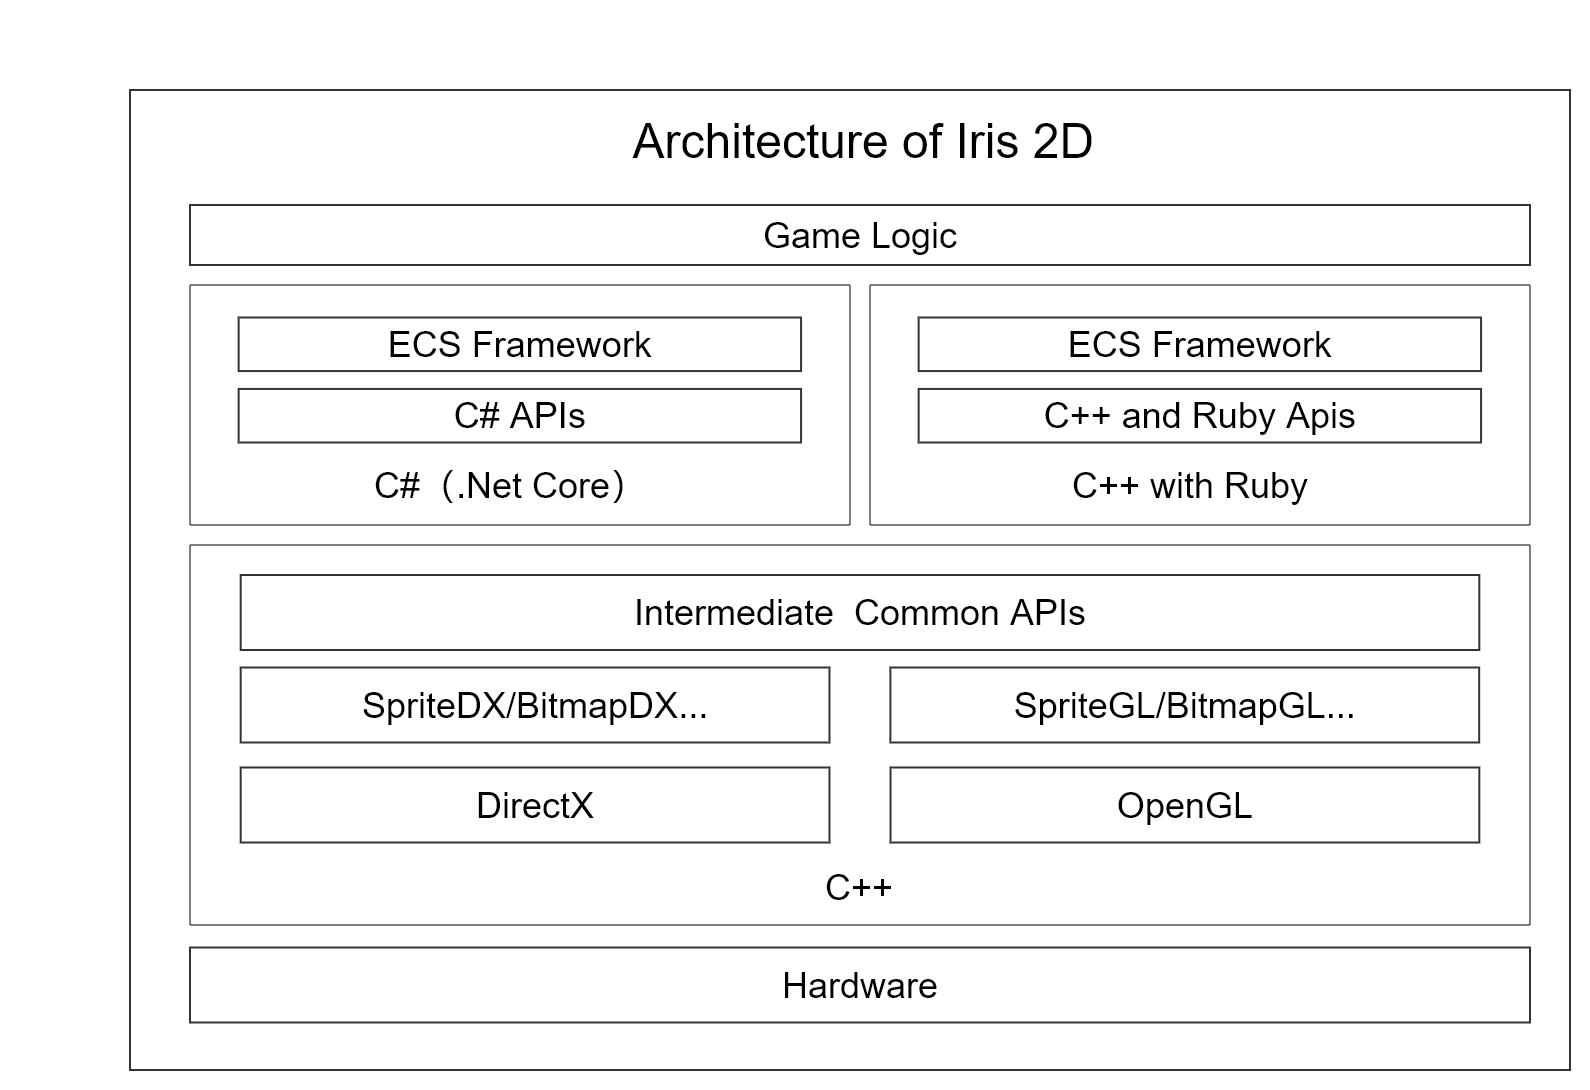 Architecture of Iris 2D
Game Logic
ECS Framework
C# APIs
C#（.Net Core）
ECS Framework
C++ and Ruby Apis
C++ with Ruby
Intermediate  Common APIs
SpriteDX/BitmapDX...
SpriteGL/BitmapGL...
DirectX
OpenGL
C++
Hardware